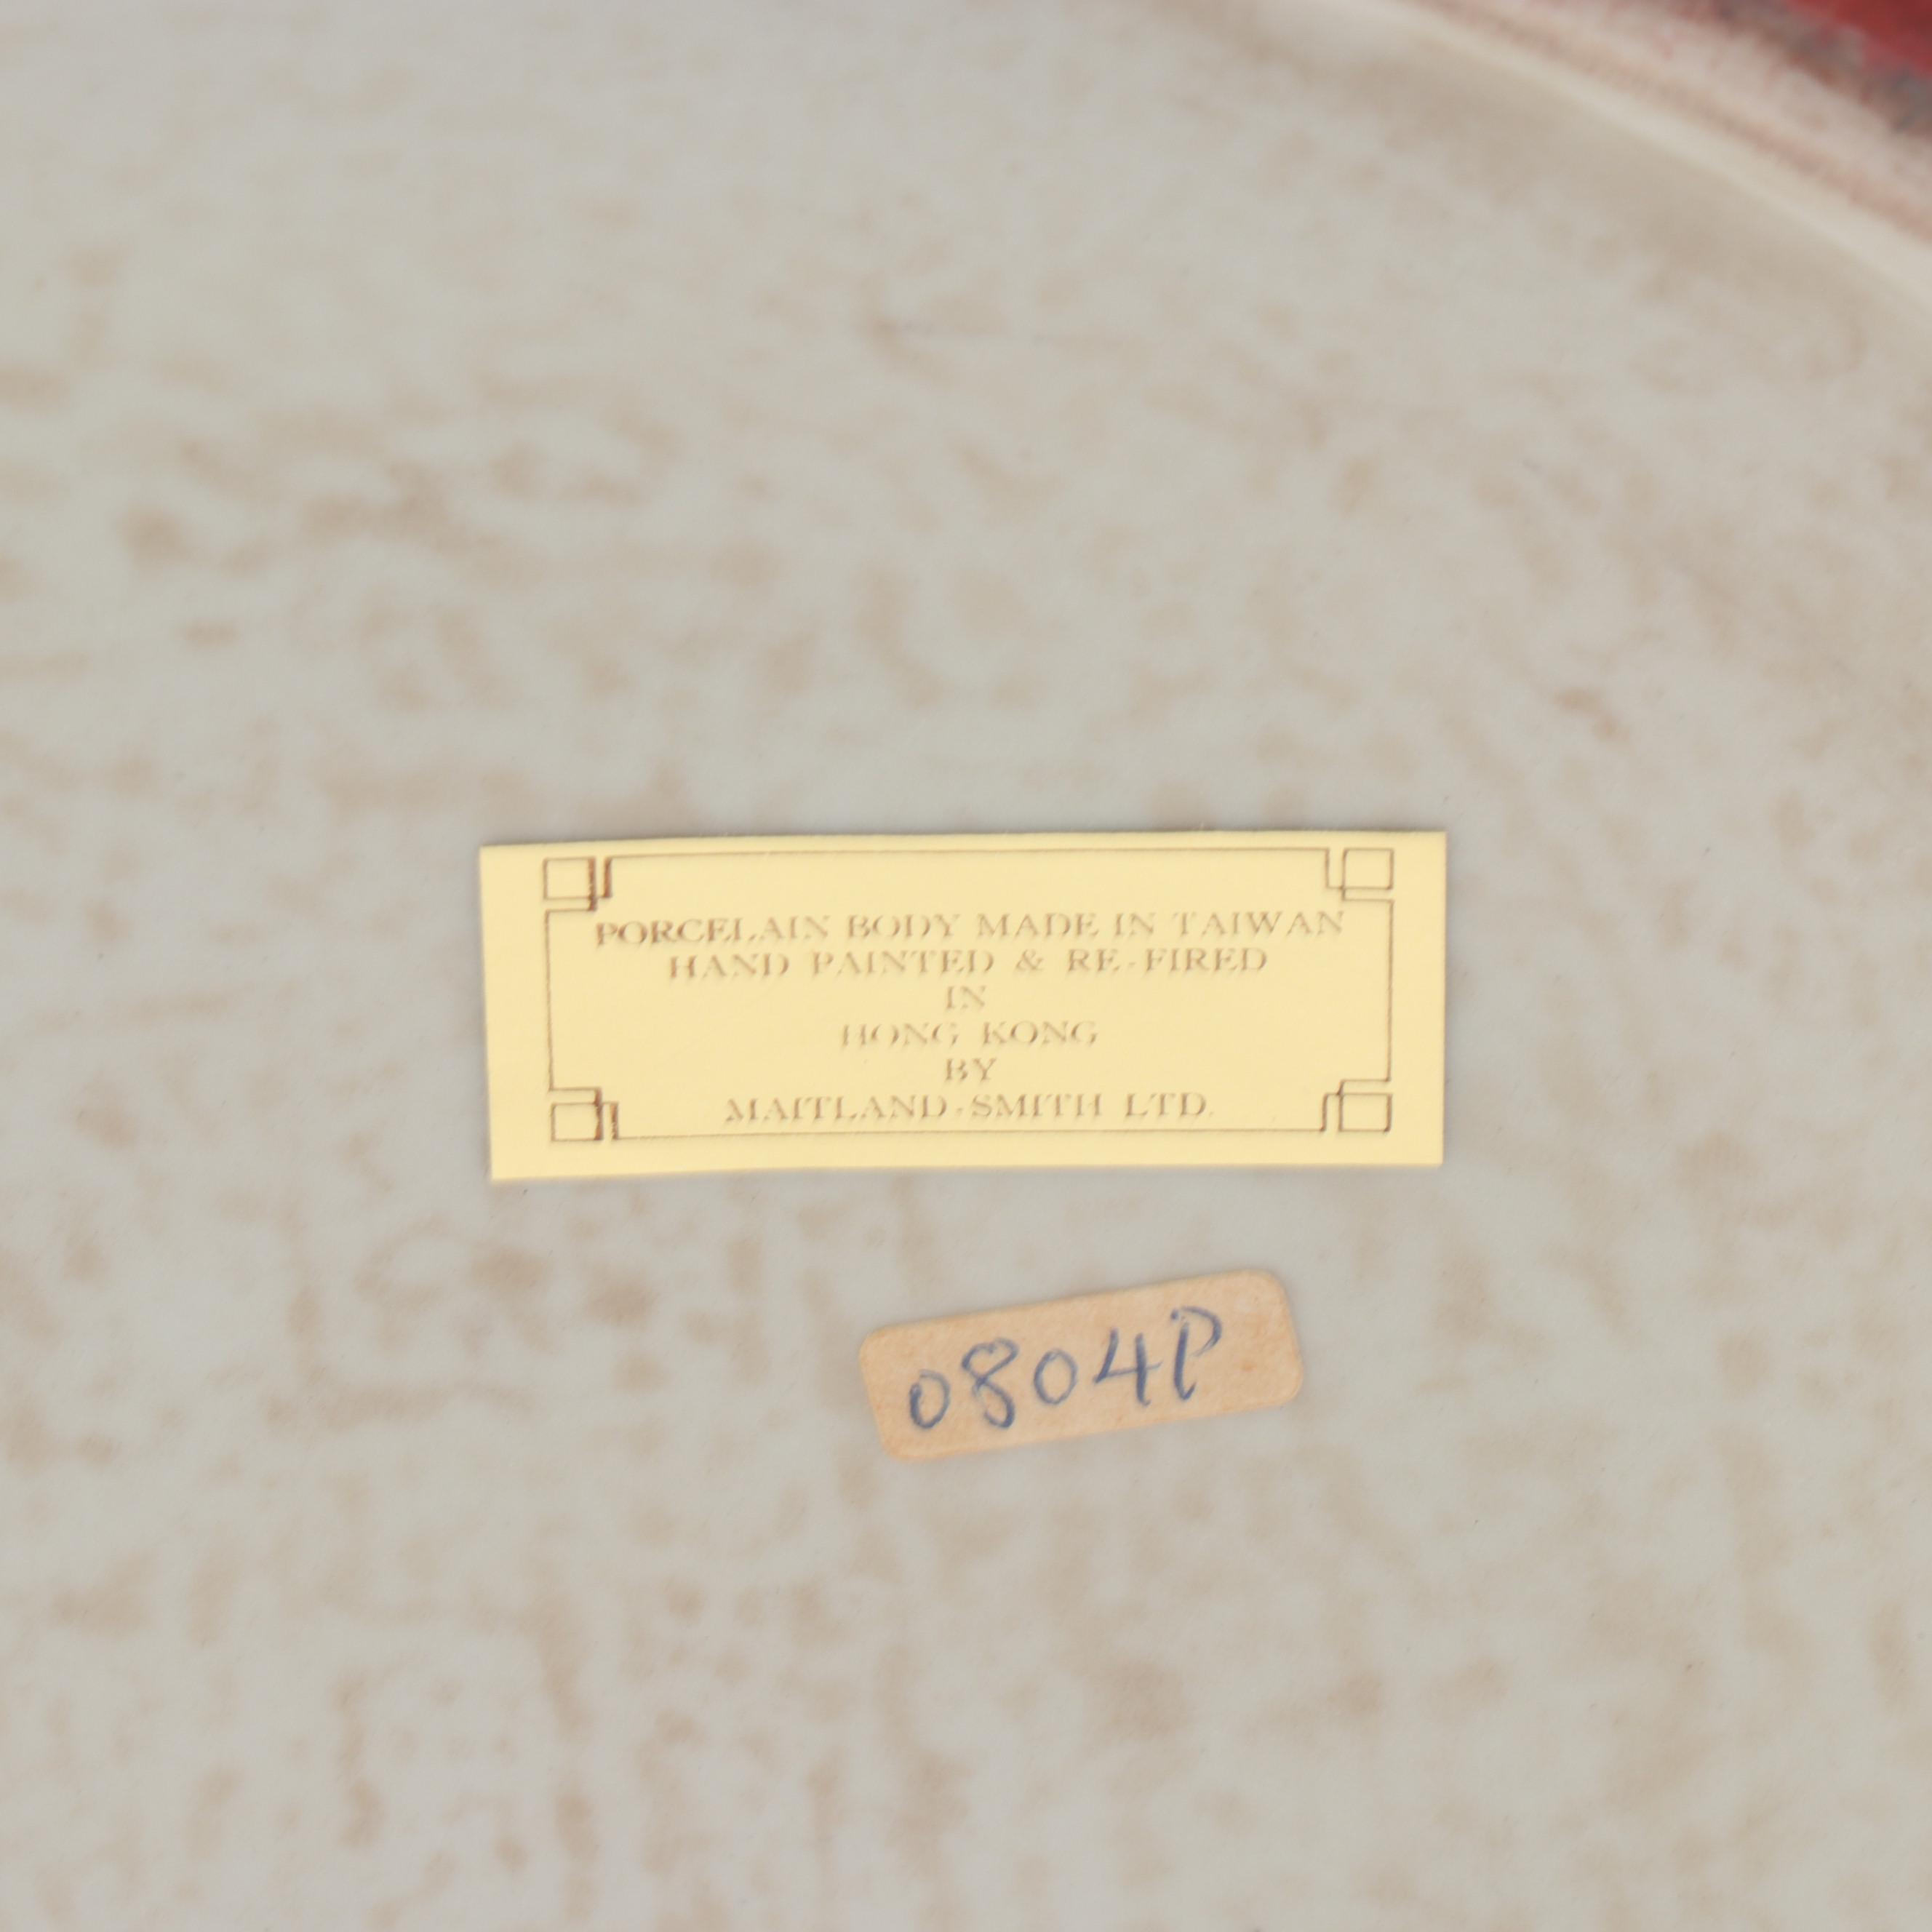 PORCELAIN BODY MADE IN TAIWAN
HAND PAINTED & RE-FIRED
IN
HONG KONG
BY
MAITLAND-SMITH LTD.
0804P